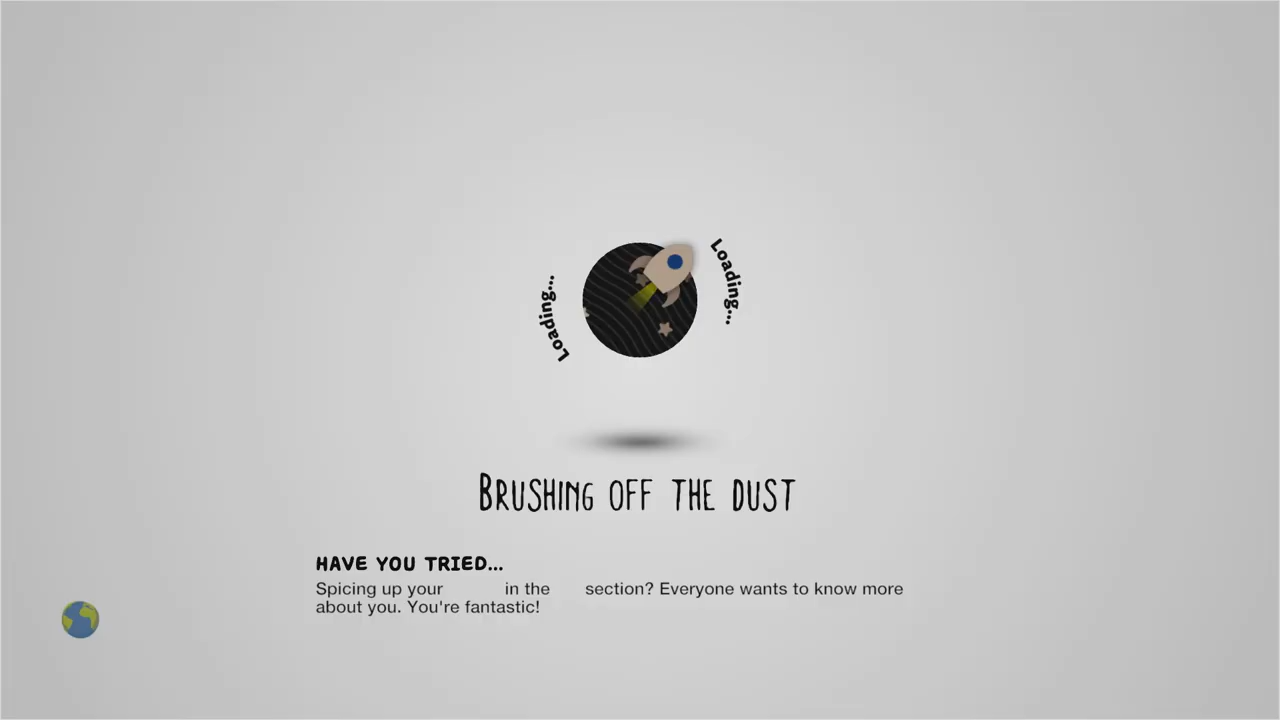 Loading...
Loading...
BRUSHING OFF THE DUST
HAVE YOU TRIED...
Spicing up your in the section? Everyone wants to know more
about you. You're fantastic!